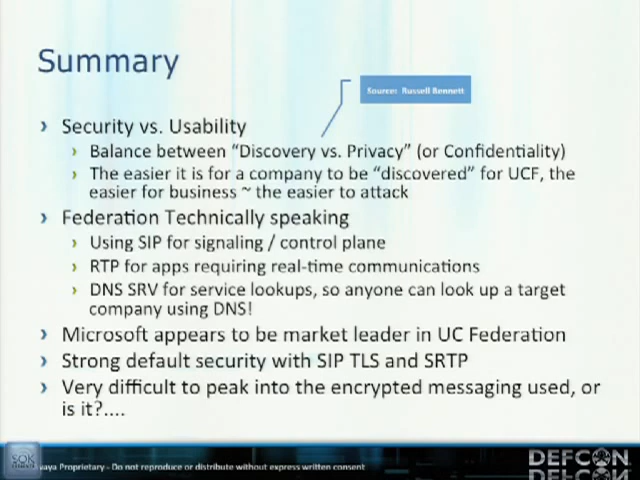 Summary
Source: Russell Bennett
Security vs. Usability
Balance between “Discovery vs. Privacy” (or Confidentiality)
The easier it is for a company to be “discovered” for UCF, the
easier for business ~ the easier to attack
Federation Technically speaking
Using SIP for signaling / control plane
RTP for apps requiring real-time communications
DNS SRV for service lookups, so anyone can look up a target
company using DNS!
Microsoft appears to be market leader in UC Federation
Strong default security with SIP TLS and SRTP
Very difficult to peak into the encrypted messaging used, or
is it?....
waya Proprietary - Do not reproduce or distribute without express written consent
DEFCON